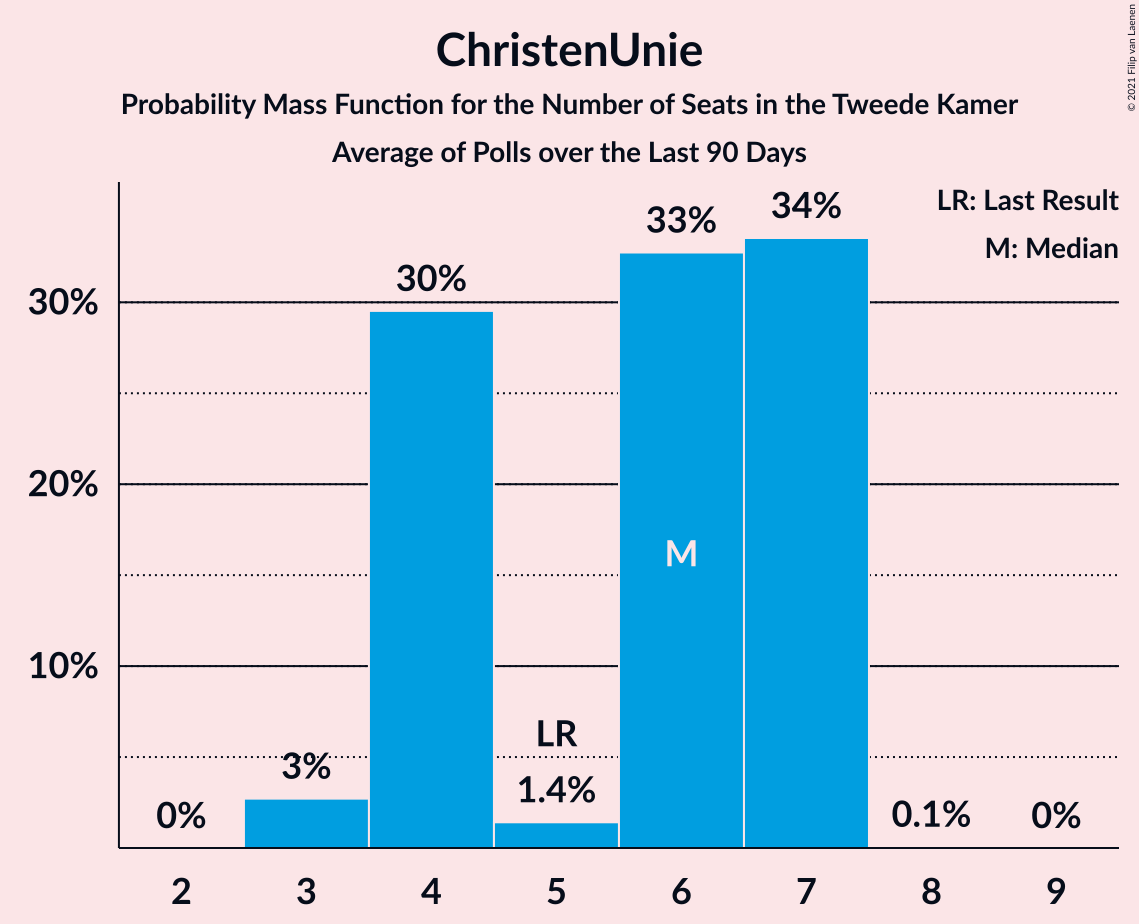 ChristenUnie
Probability Mass Function for the Number of Seats in the Tweede Kamer
Average of Polls over the Last 90 Days
© 2021 Filip van Laenen
LR: Last Result
M: Median
30%
20%
10%
0%
3%
30%
LR
1.4%
33%
M
34%
0.1%
0%
2 3 4 5 6 7 8 9